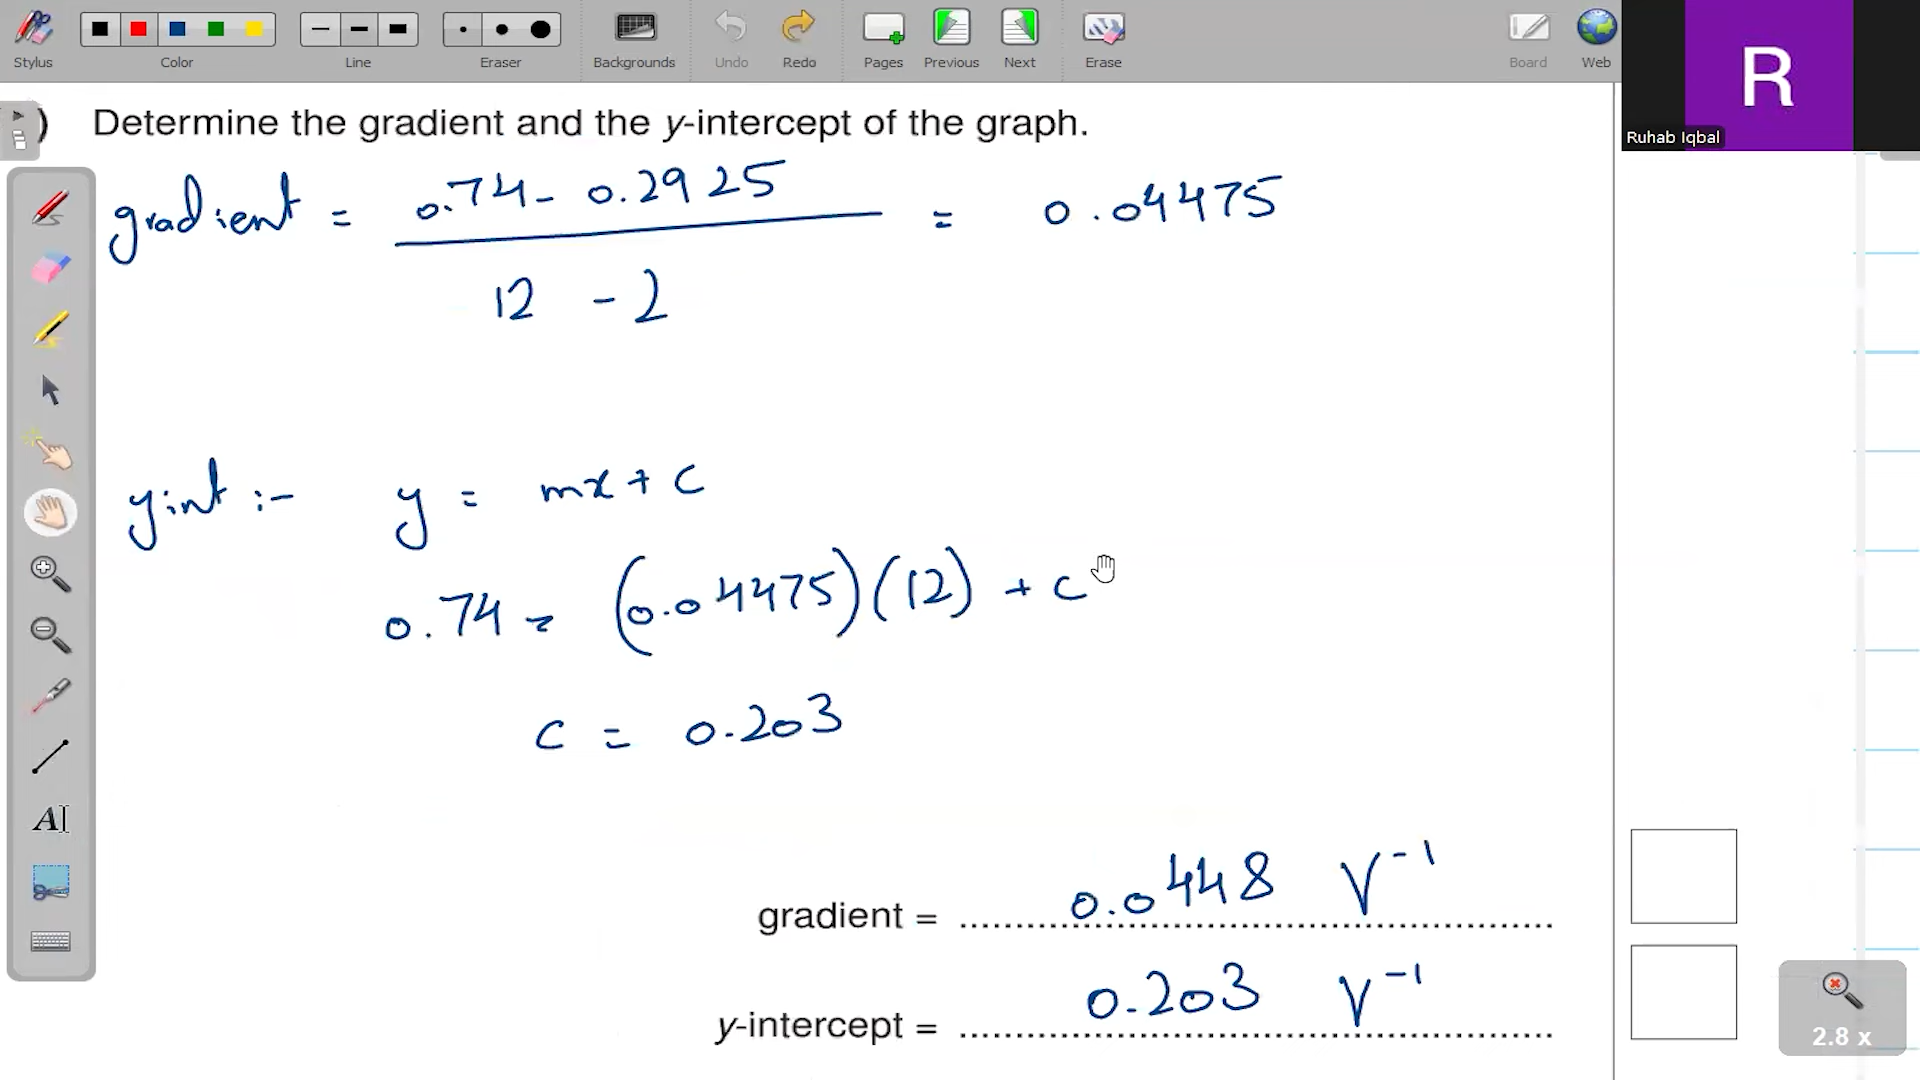 Stylus Color Line Eraser Backgrounds Undo Redo Pages Previous Next Erase Board Web
R
Ruhab Iqbal
) Determine the gradient and the y-intercept of the graph.
gradient = 0.74 - 0.2925 / 12 - 2 = 0.04475
yint :- y = mx + c
0.74 = (0.04475)(12) + c
c = 0.203
gradient = 0.0448 V⁻¹
y-intercept = 0.203 V⁻¹
2.8 x